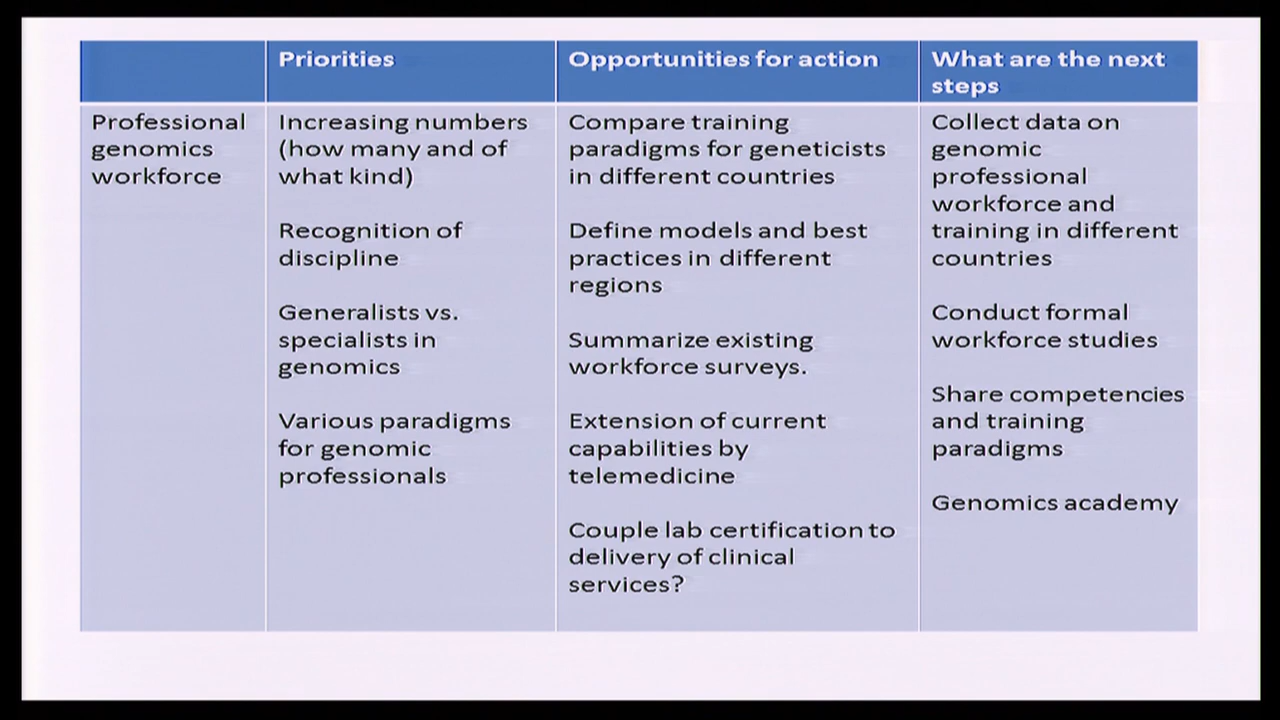 Priorities
Opportunities for action
What are the next
steps
Professional
genomics
workforce
Increasing numbers
(how many and of
what kind)
Recognition of
discipline
Generalists vs.
specialists in
genomics
Various paradigms
for genomic
professionals
Compare training
paradigms for geneticists
in different countries
Define models and best
practices in different
regions
Summarize existing
workforce surveys.
Extension of current
capabilities by
telemedicine
Couple lab certification to
delivery of clinical
services?
Collect data on
genomic
professional
workforce and
training in different
countries
Conduct formal
workforce studies
Share competencies
and training
paradigms
Genomics academy